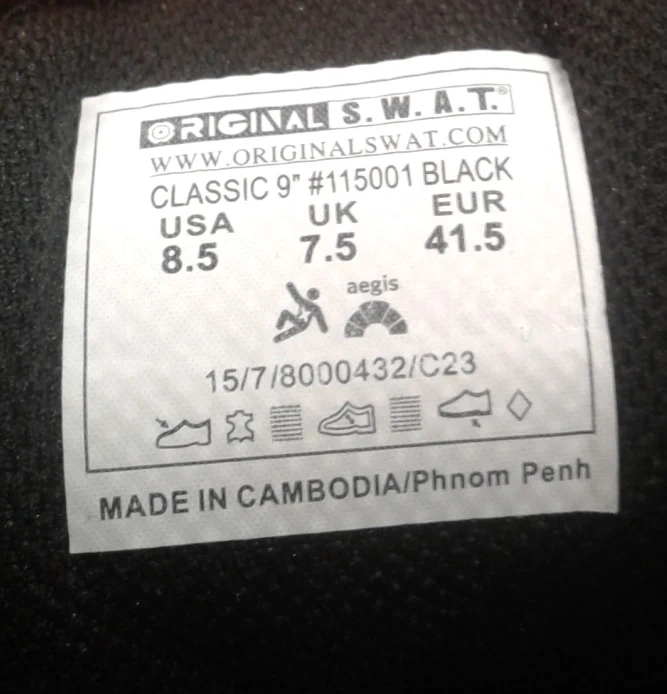 ORIGINAL S.W.A.T.®
WWW.ORIGINALSWAT.COM
CLASSIC 9" #115001 BLACK
USA UK EUR
8.5 7.5 41.5
aegis
15/7/8000432/C23
MADE IN CAMBODIA/Phnom Penh